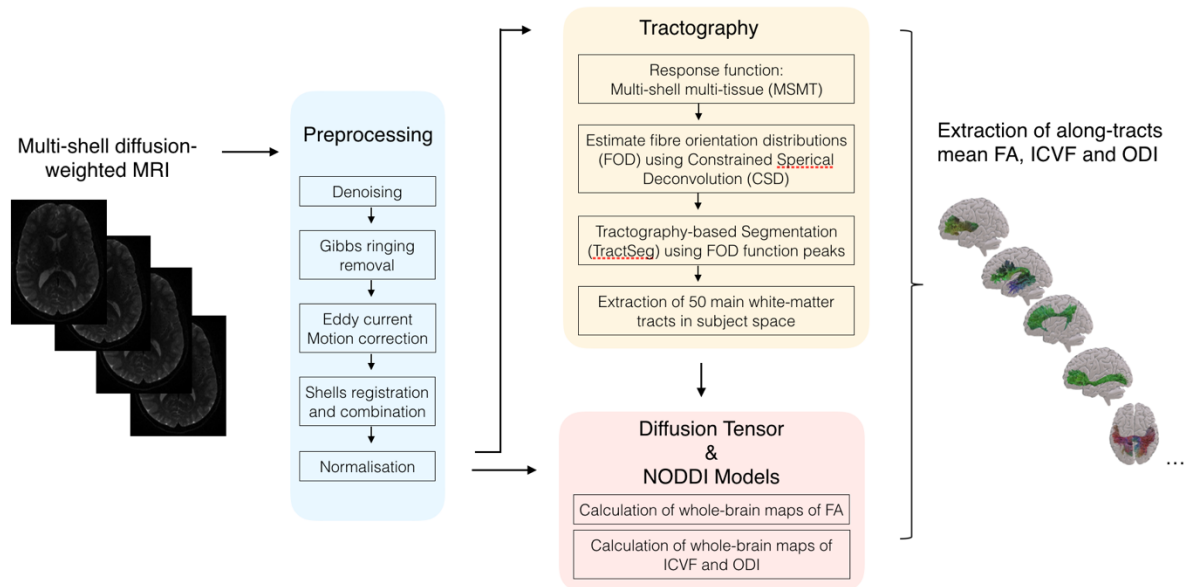 Multi-shell diffusion-
weighted MRI
Preprocessing
Denoising
Gibbs ringing
removal
Eddy current
Motion correction
Shells registration
and combination
Normalisation
Tractography
Response function:
Multi-shell multi-tissue (MSMT)
Estimate fibre orientation distributions
(FOD) using Constrained Sperical
Deconvolution (CSD)
Tractography-based Segmentation
(TractSeg) using FOD function peaks
Extraction of 50 main white-matter
tracts in subject space
Diffusion Tensor
&
NODDI Models
Calculation of whole-brain maps of FA
Calculation of whole-brain maps of
ICVF and ODI
Extraction of along-tracts
mean FA, ICVF and ODI
...